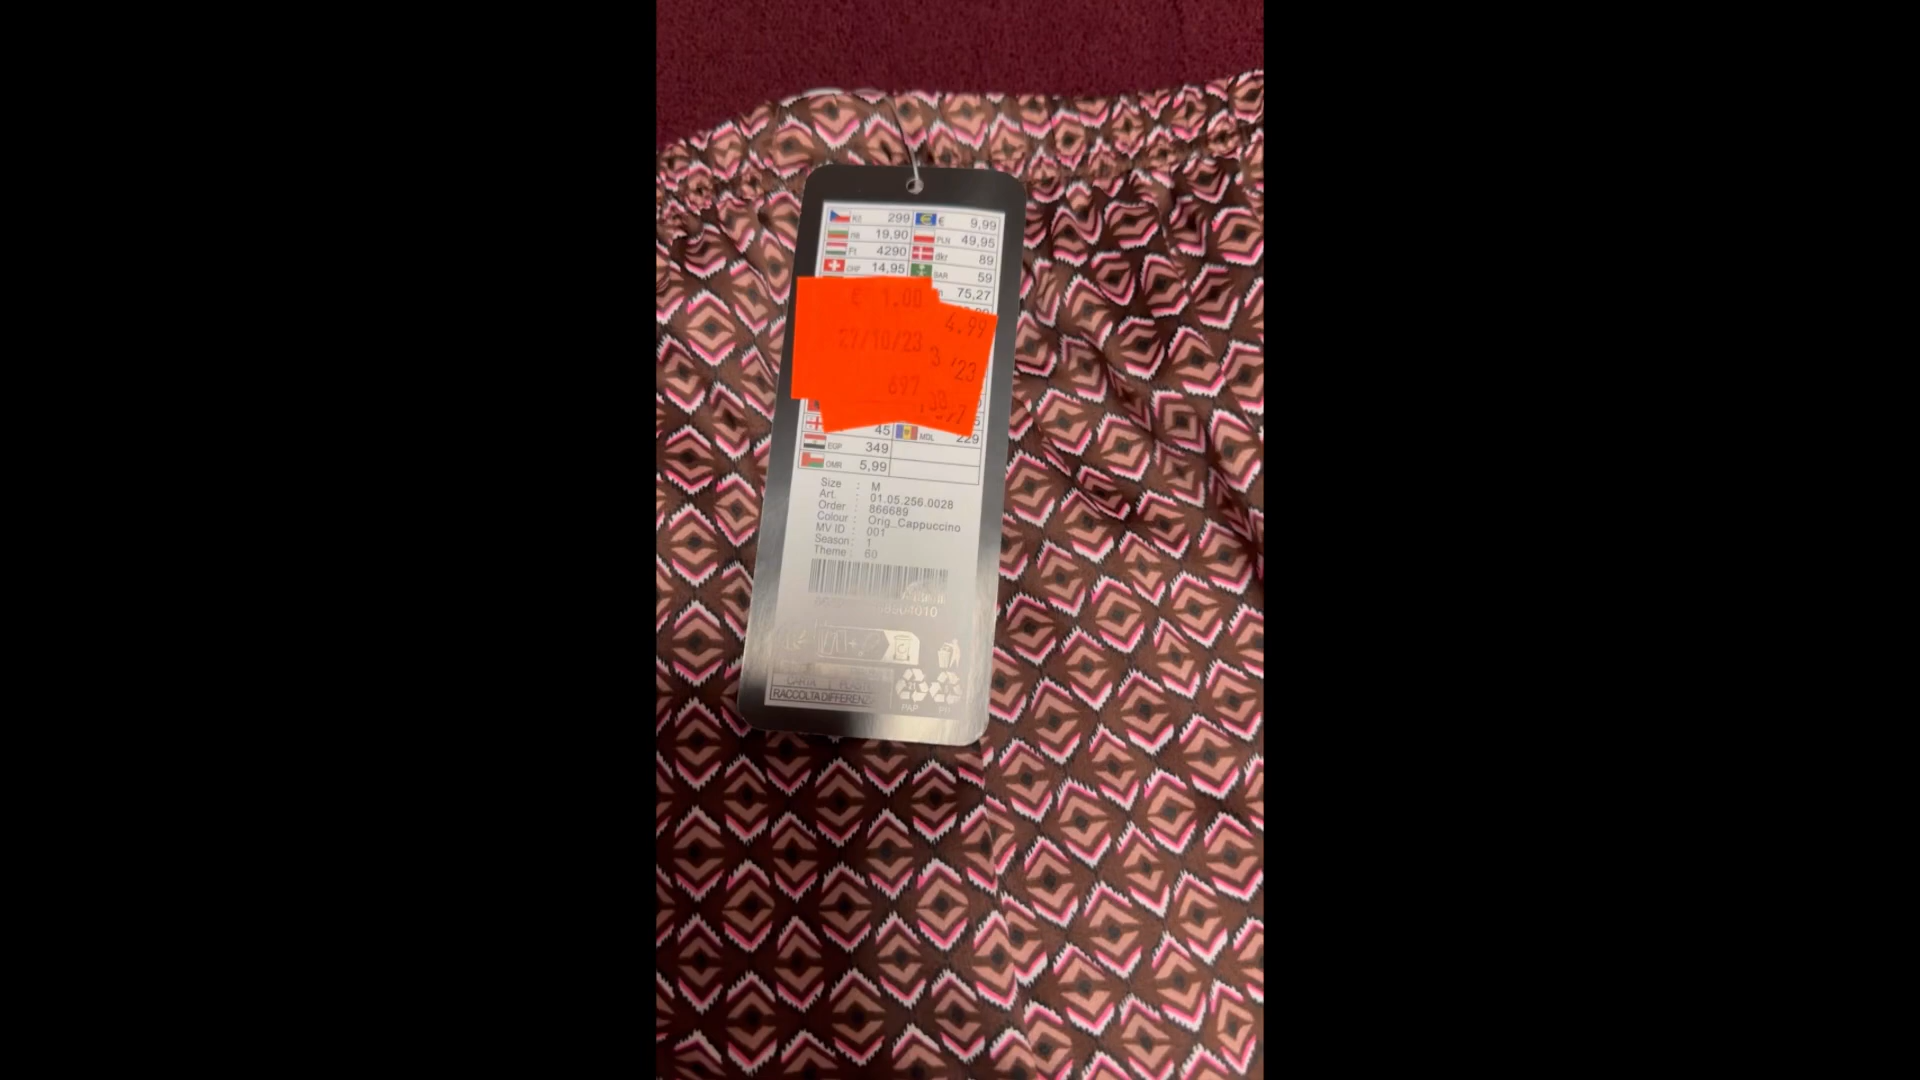 Kč 299 € 9,99
лв 19,90 PLN 49,95
Ft 4290 dkr 89
CHF 14,95 SAR 59
75,27
€ 1.00
4.99
27/10/23
3 '23
697
45 MDL 229
EGP 349
OMR 5,99
Size : M
Art. : 01.05.256.0028
Order : 866689
Colour : Orig_Cappuccino
MV ID : 001
Season : 1
Theme : 60
CARTA
RACCOLTA DIFFERENZ
PAP